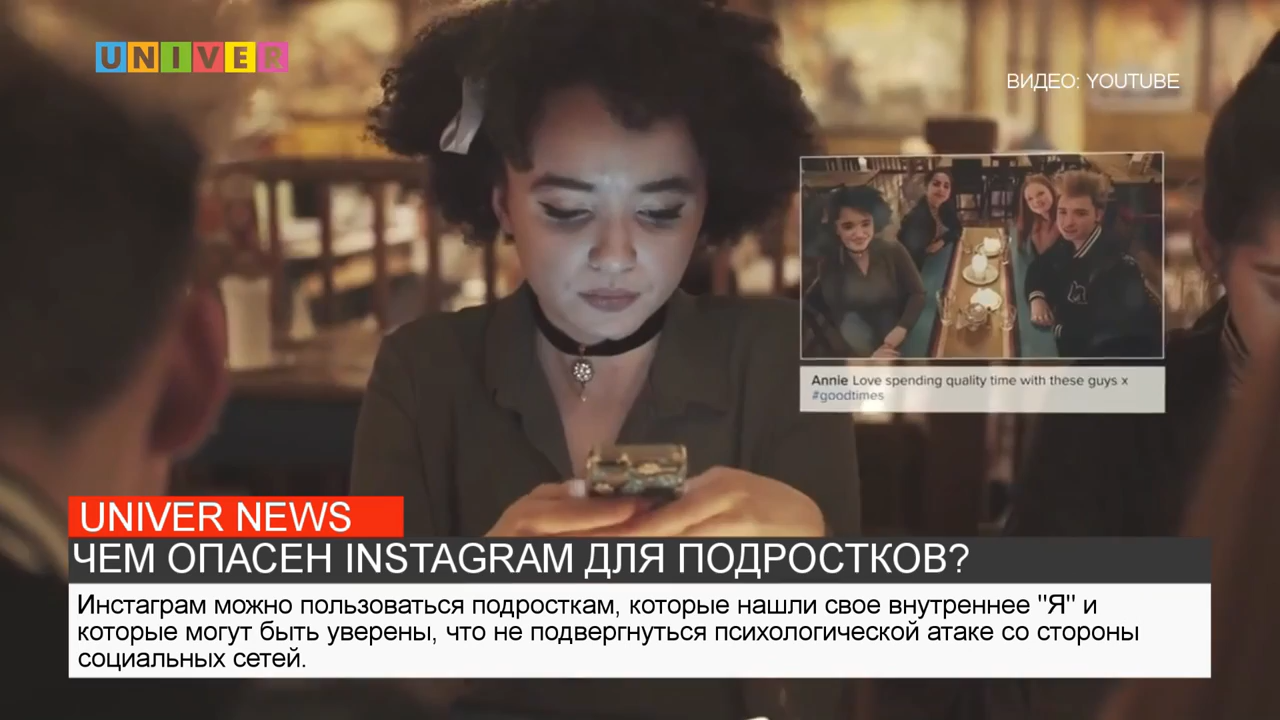 UNIVER
ВИДЕО: YOUTUBE
Annie Love spending quality time with these guys x
#goodtimes
UNIVER NEWS
ЧЕМ ОПАСЕН INSTAGRAM ДЛЯ ПОДРОСТКОВ?
Инстаграм можно пользоваться подросткам, которые нашли свое внутреннее "Я" и
которые могут быть уверены, что не подвергнуться психологической атаке со стороны
социальных сетей.